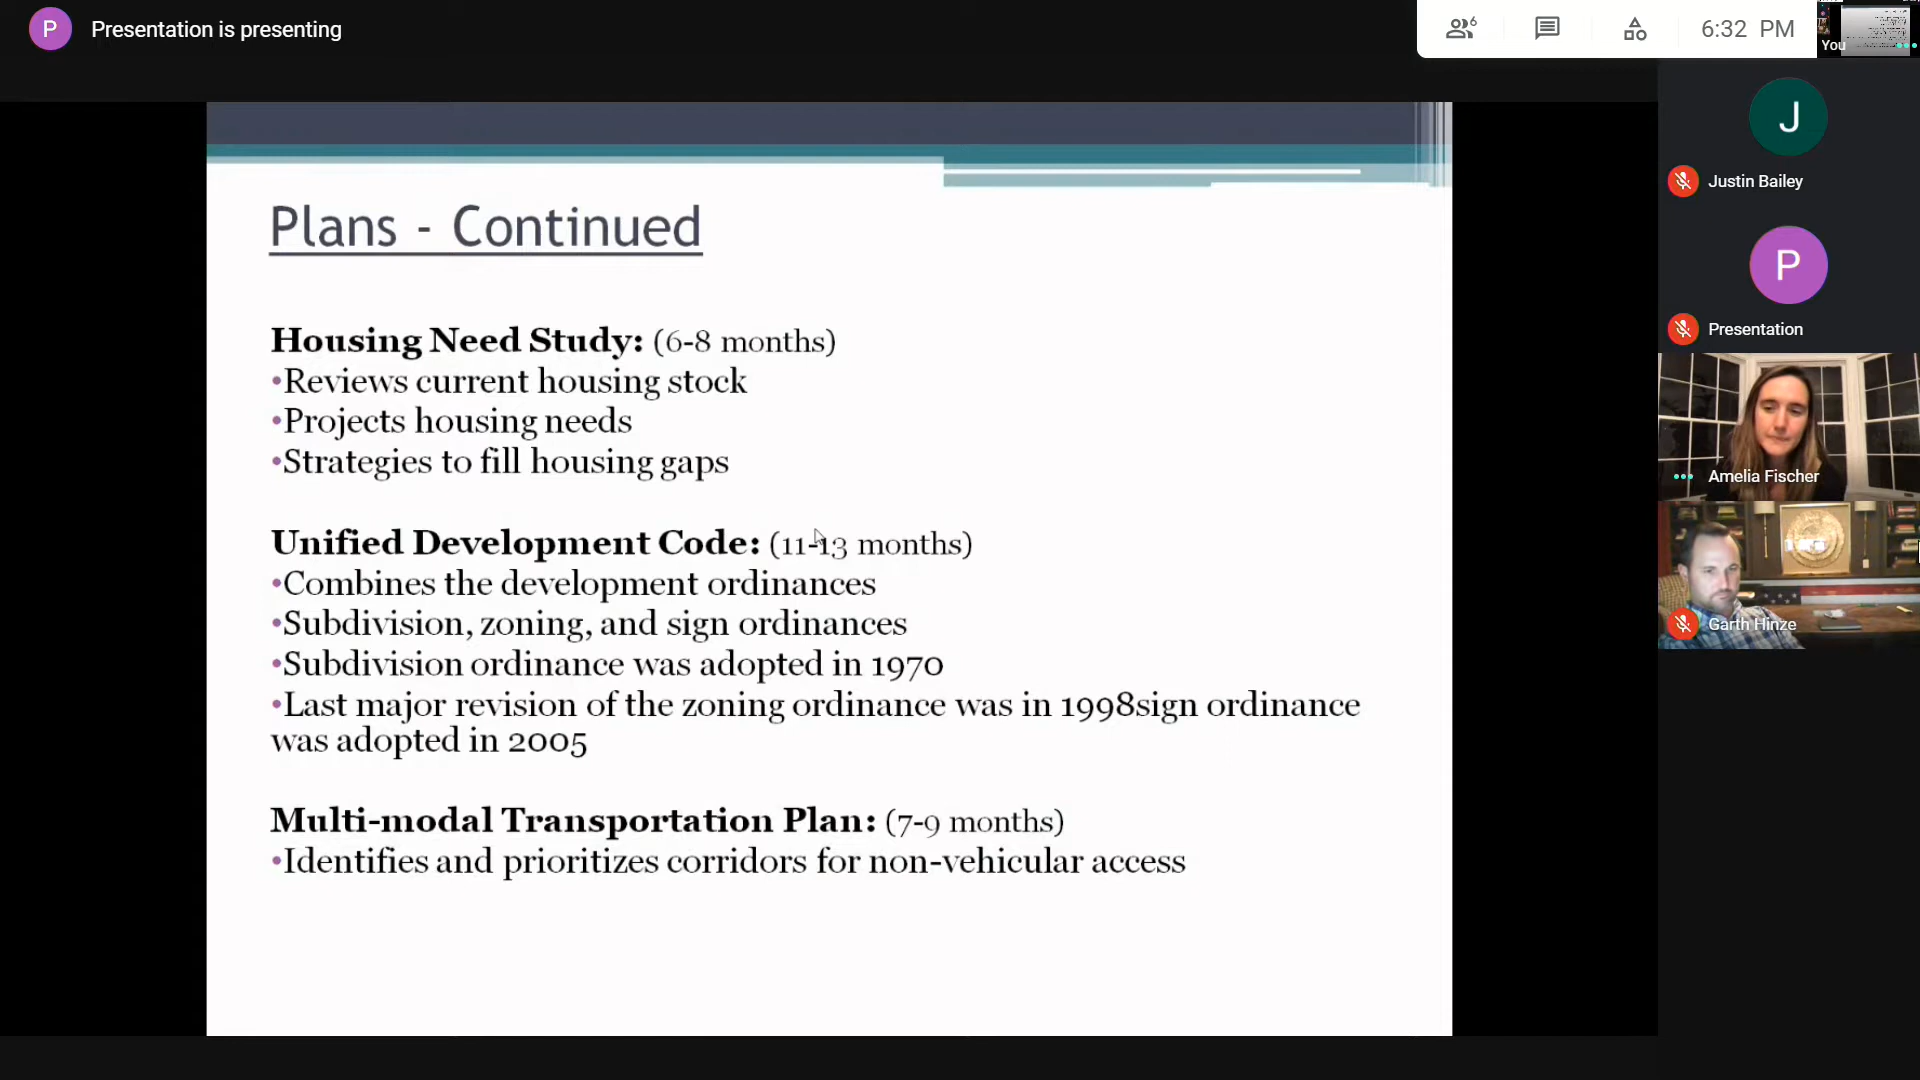 P
Presentation is presenting
6
6:32 PM
You
J
Justin Bailey
P
Presentation
Amelia Fischer
Garth Hinze
Plans - Continued
Housing Need Study: (6-8 months)
•Reviews current housing stock
•Projects housing needs
•Strategies to fill housing gaps
Unified Development Code: (11-13 months)
•Combines the development ordinances
•Subdivision, zoning, and sign ordinances
•Subdivision ordinance was adopted in 1970
•Last major revision of the zoning ordinance was in 1998sign ordinance
was adopted in 2005
Multi-modal Transportation Plan: (7-9 months)
•Identifies and prioritizes corridors for non-vehicular access